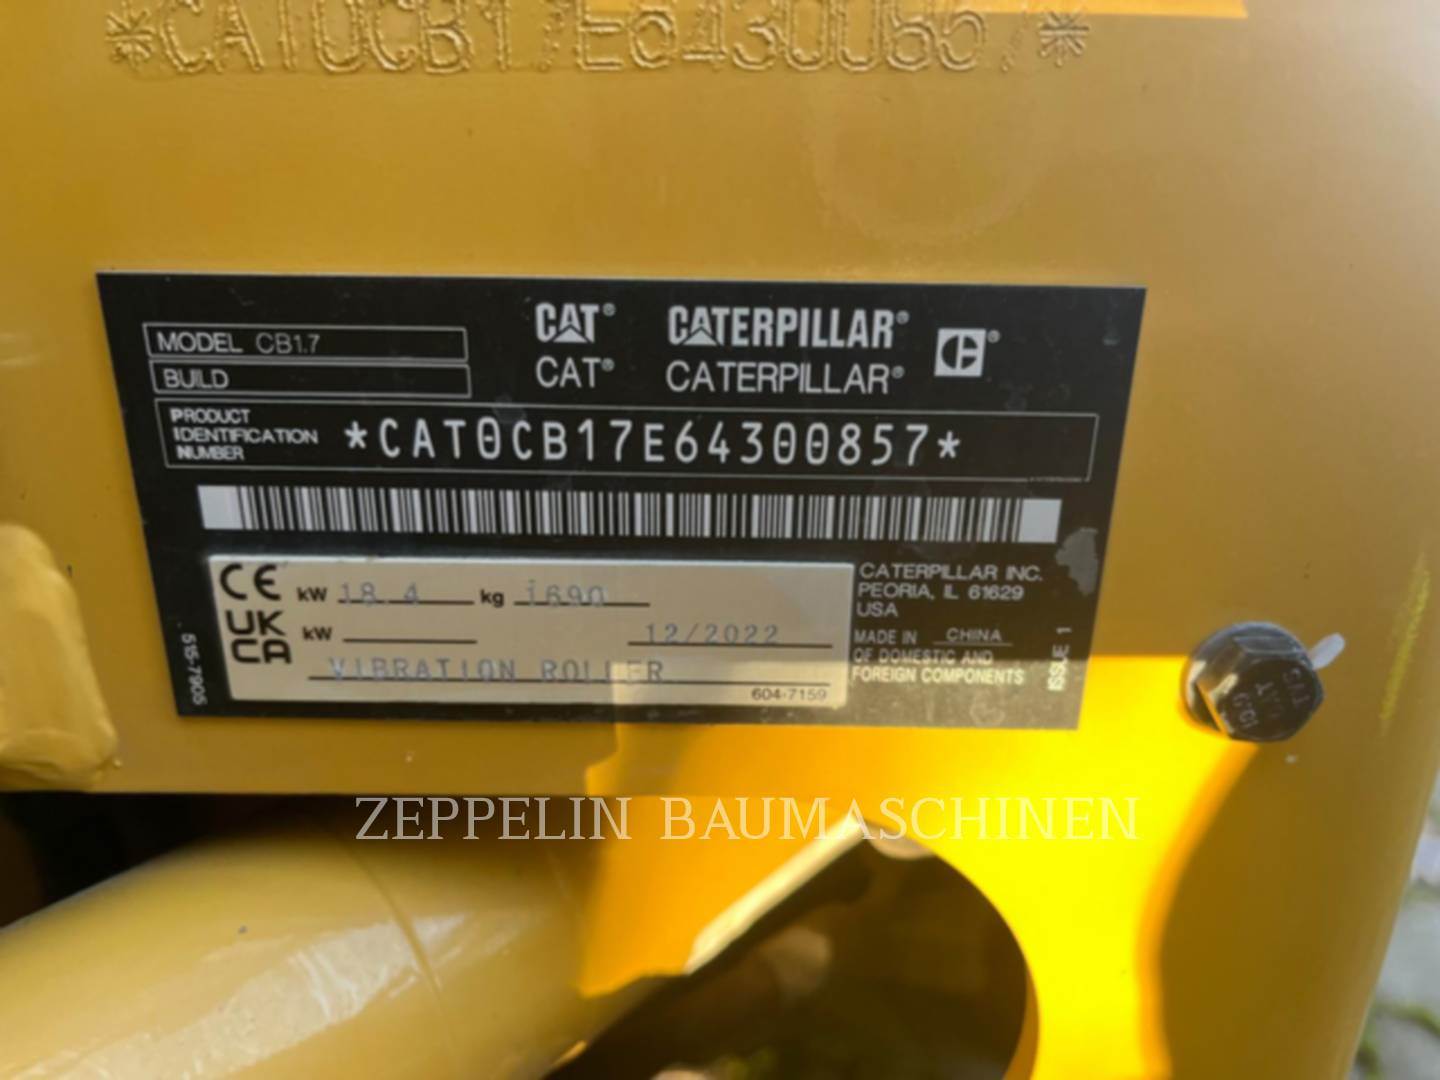 *CAT0CB17E64300857*
CAT® CATERPILLAR® ®
MODEL CB1.7
CAT® CATERPILLAR®
BUILD
PRODUCT IDENTIFICATION NUMBER *CAT0CB17E64300857*
CE kW 18.4 kg 1690
UKCA kW 12/2022
VIBRATION ROLLER
604-7159
515-7905
CATERPILLAR INC.
PEORIA, IL 61629
USA
MADE IN CHINA
OF DOMESTIC AND
FOREIGN COMPONENTS
ISSUE 1
ZEPPELIN BAUMASCHINEN